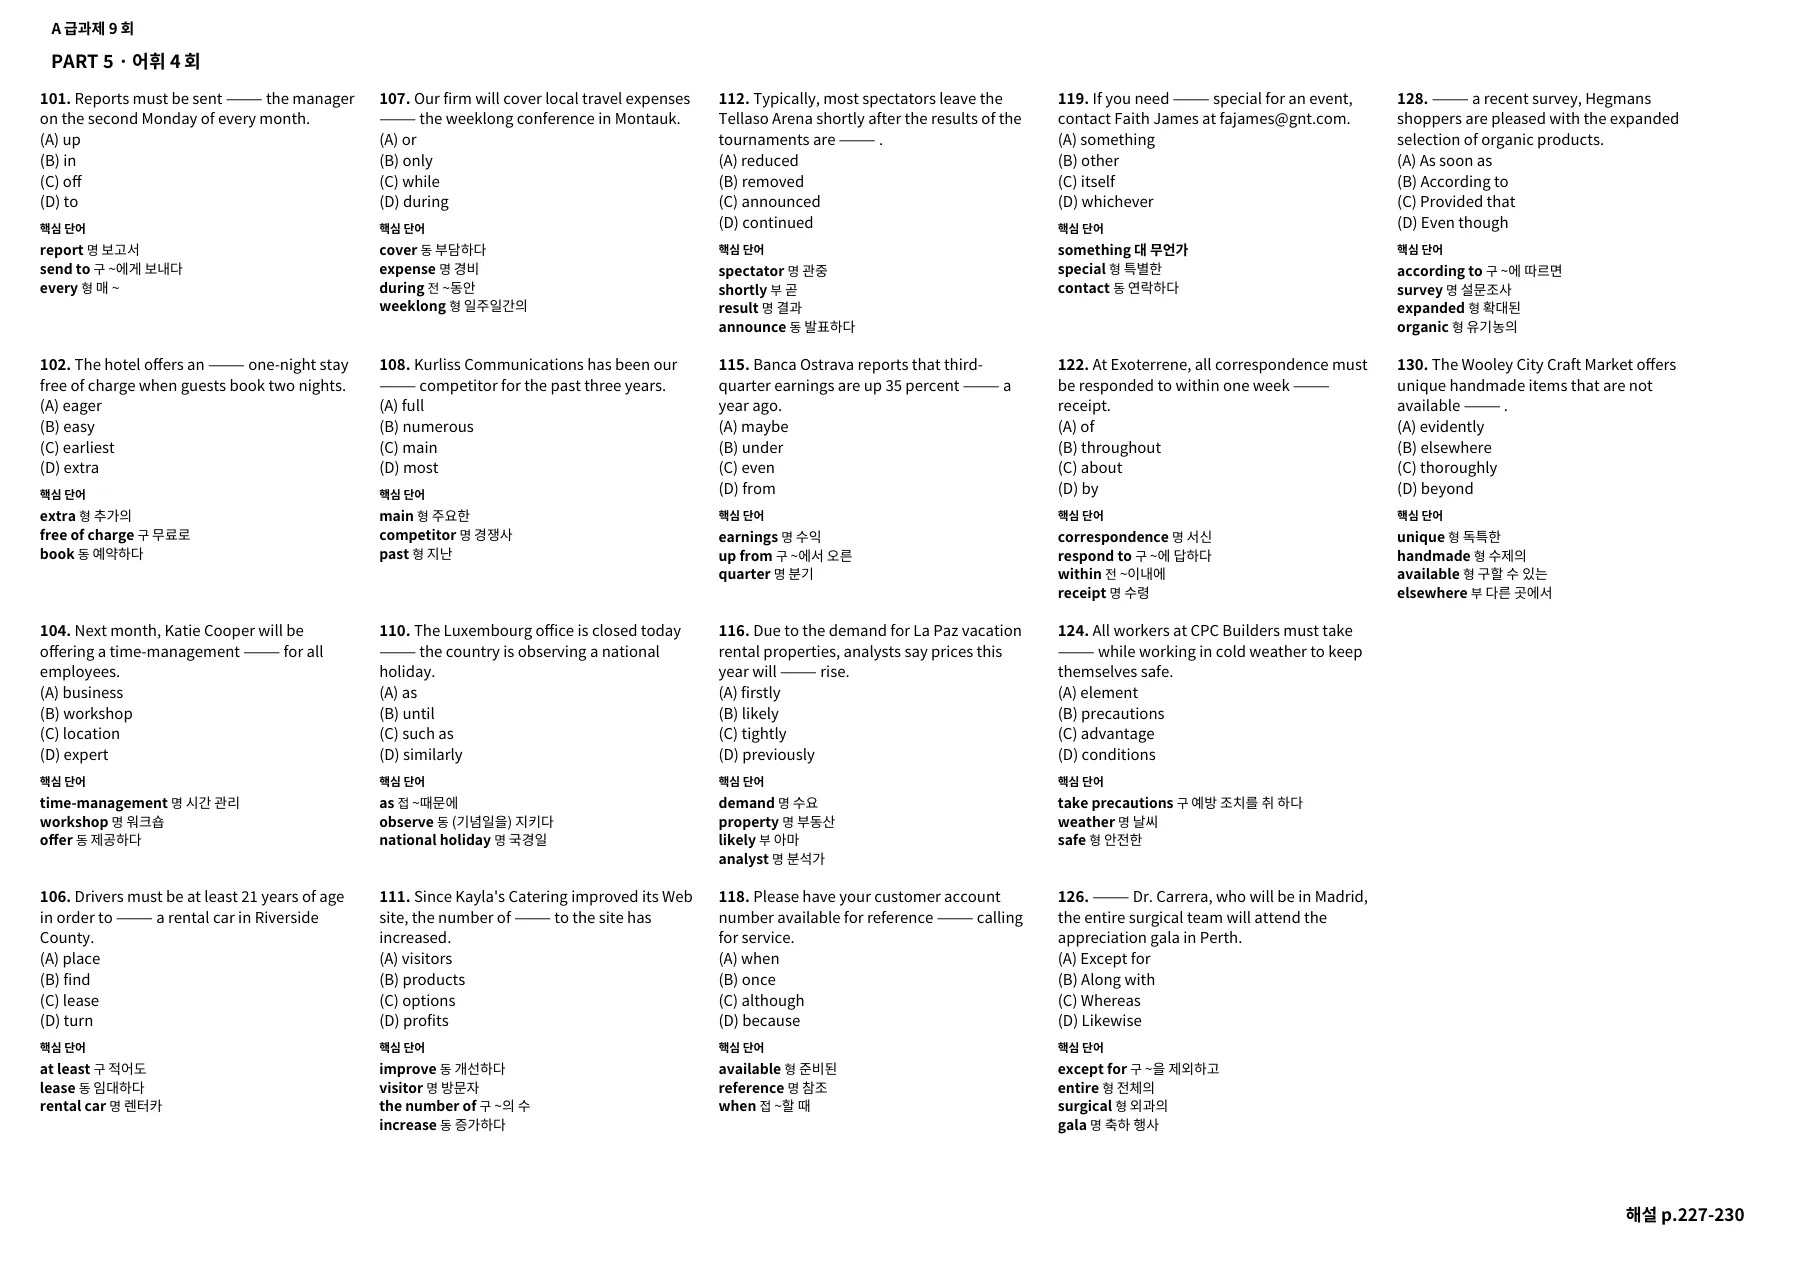 A 급과제 9 회
PART 5 · 어휘 4 회
101. Reports must be sent ─── the manager
on the second Monday of every month.
(A) up
(B) in
(C) off
(D) to
핵심 단어
report 명 보고서
send to 구 ~에게 보내다
every 형 매 ~
102. The hotel offers an ─── one-night stay
free of charge when guests book two nights.
(A) eager
(B) easy
(C) earliest
(D) extra
핵심 단어
extra 형 추가의
free of charge 구 무료로
book 동 예약하다
104. Next month, Katie Cooper will be
offering a time-management ─── for all
employees.
(A) business
(B) workshop
(C) location
(D) expert
핵심 단어
time-management 명 시간 관리
workshop 명 워크숍
offer 동 제공하다
106. Drivers must be at least 21 years of age
in order to ─── a rental car in Riverside
County.
(A) place
(B) find
(C) lease
(D) turn
핵심 단어
at least 구 적어도
lease 동 임대하다
rental car 명 렌터카
107. Our firm will cover local travel expenses
─── the weeklong conference in Montauk.
(A) or
(B) only
(C) while
(D) during
핵심 단어
cover 동 부담하다
expense 명 경비
during 전 ~동안
weeklong 형 일주일간의
108. Kurliss Communications has been our
─── competitor for the past three years.
(A) full
(B) numerous
(C) main
(D) most
핵심 단어
main 형 주요한
competitor 명 경쟁사
past 형 지난
110. The Luxembourg office is closed today
─── the country is observing a national
holiday.
(A) as
(B) until
(C) such as
(D) similarly
핵심 단어
as 접 ~때문에
observe 동 (기념일을) 지키다
national holiday 명 국경일
111. Since Kayla's Catering improved its Web
site, the number of ─── to the site has
increased.
(A) visitors
(B) products
(C) options
(D) profits
핵심 단어
improve 동 개선하다
visitor 명 방문자
the number of 구 ~의 수
increase 동 증가하다
112. Typically, most spectators leave the
Tellaso Arena shortly after the results of the
tournaments are ─── .
(A) reduced
(B) removed
(C) announced
(D) continued
핵심 단어
spectator 명 관중
shortly 부 곧
result 명 결과
announce 동 발표하다
115. Banca Ostrava reports that third-
quarter earnings are up 35 percent ─── a
year ago.
(A) maybe
(B) under
(C) even
(D) from
핵심 단어
earnings 명 수익
up from 구 ~에서 오른
quarter 명 분기
116. Due to the demand for La Paz vacation
rental properties, analysts say prices this
year will ─── rise.
(A) firstly
(B) likely
(C) tightly
(D) previously
핵심 단어
demand 명 수요
property 명 부동산
likely 부 아마
analyst 명 분석가
118. Please have your customer account
number available for reference ─── calling
for service.
(A) when
(B) once
(C) although
(D) because
핵심 단어
available 형 준비된
reference 명 참조
when 접 ~할 때
119. If you need ─── special for an event,
contact Faith James at fajames@gnt.com.
(A) something
(B) other
(C) itself
(D) whichever
핵심 단어
something 대 무언가
special 형 특별한
contact 동 연락하다
122. At Exoterrene, all correspondence must
be responded to within one week ───
receipt.
(A) of
(B) throughout
(C) about
(D) by
핵심 단어
correspondence 명 서신
respond to 구 ~에 답하다
within 전 ~이내에
receipt 명 수령
124. All workers at CPC Builders must take
─── while working in cold weather to keep
themselves safe.
(A) element
(B) precautions
(C) advantage
(D) conditions
핵심 단어
take precautions 구 예방 조치를 취 하다
weather 명 날씨
safe 형 안전한
126. ─── Dr. Carrera, who will be in Madrid,
the entire surgical team will attend the
appreciation gala in Perth.
(A) Except for
(B) Along with
(C) Whereas
(D) Likewise
핵심 단어
except for 구 ~을 제외하고
entire 형 전체의
surgical 형 외과의
gala 명 축하 행사
128. ─── a recent survey, Hegmans
shoppers are pleased with the expanded
selection of organic products.
(A) As soon as
(B) According to
(C) Provided that
(D) Even though
핵심 단어
according to 구 ~에 따르면
survey 명 설문조사
expanded 형 확대된
organic 형 유기농의
130. The Wooley City Craft Market offers
unique handmade items that are not
available ─── .
(A) evidently
(B) elsewhere
(C) thoroughly
(D) beyond
핵심 단어
unique 형 독특한
handmade 형 수제의
available 형 구할 수 있는
elsewhere 부 다른 곳에서
해설 p.227-230